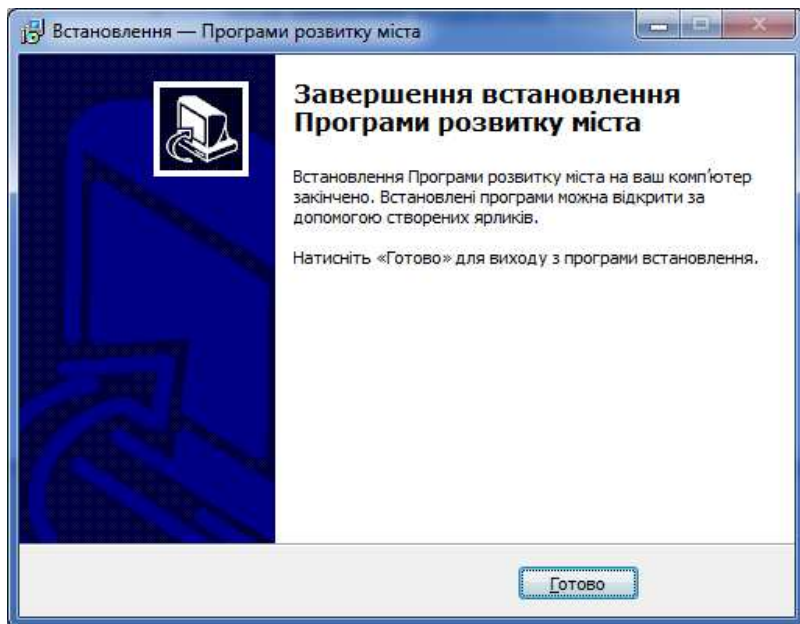 Встановлення — Програми розвитку міста
Завершення встановлення
Програми розвитку міста
Встановлення Програми розвитку міста на ваш комп'ютер
закінчено. Встановлені програми можна відкрити за
допомогою створених ярликів.
Натисніть «Готово» для виходу з програми встановлення.
Готово